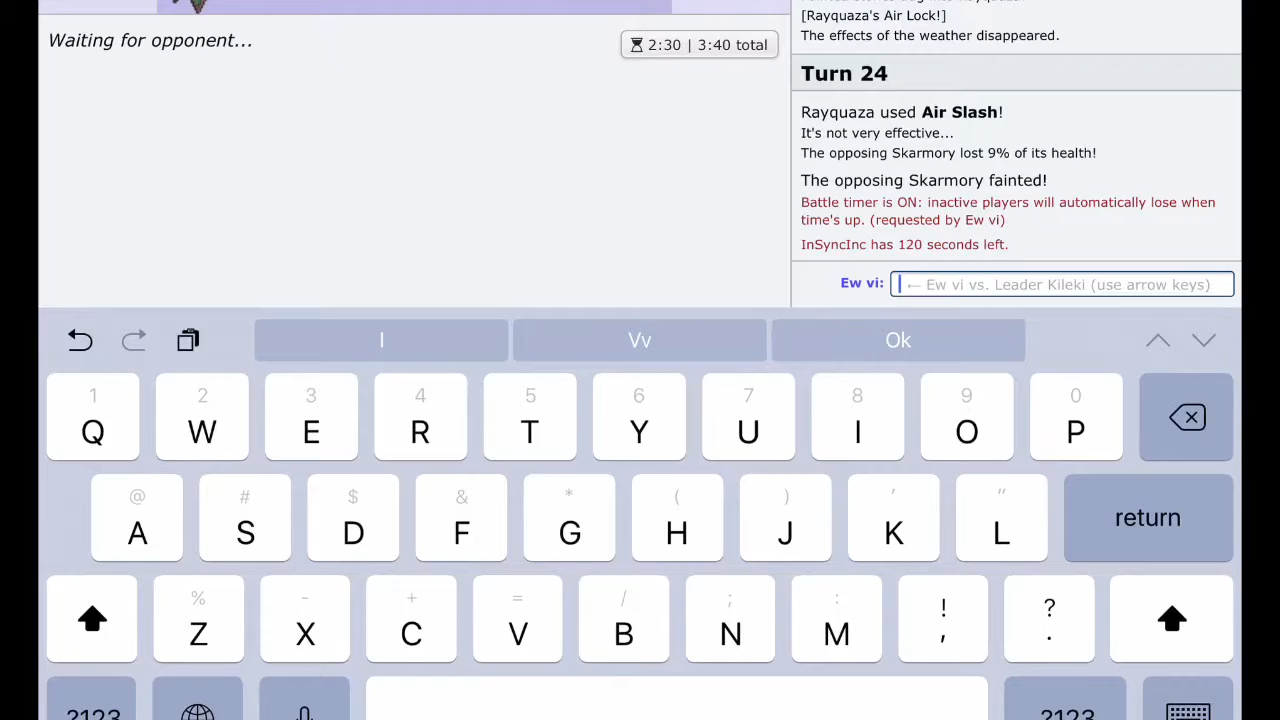 [Rayquaza's Air Lock!]
The effects of the weather disappeared.
Waiting for opponent...
2:30 | 3:40 total
Turn 24
Rayquaza used Air Slash!
It's not very effective...
The opposing Skarmory lost 9% of its health!
The opposing Skarmory fainted!
Battle timer is ON: inactive players will automatically lose when
time's up. (requested by Ew vi)
InSyncInc has 120 seconds left.
Ew vi: ← Ew vi vs. Leader Kileki (use arrow keys)
I Vv Ok
1 2 3 4 5 6 7 8 9 0
Q W E R T Y U I O P
@ # $ & * ( ) ' "
A S D F G H J K L return
% - + = / ; : ! ?
Z X C V B N M , .
?123 ?123